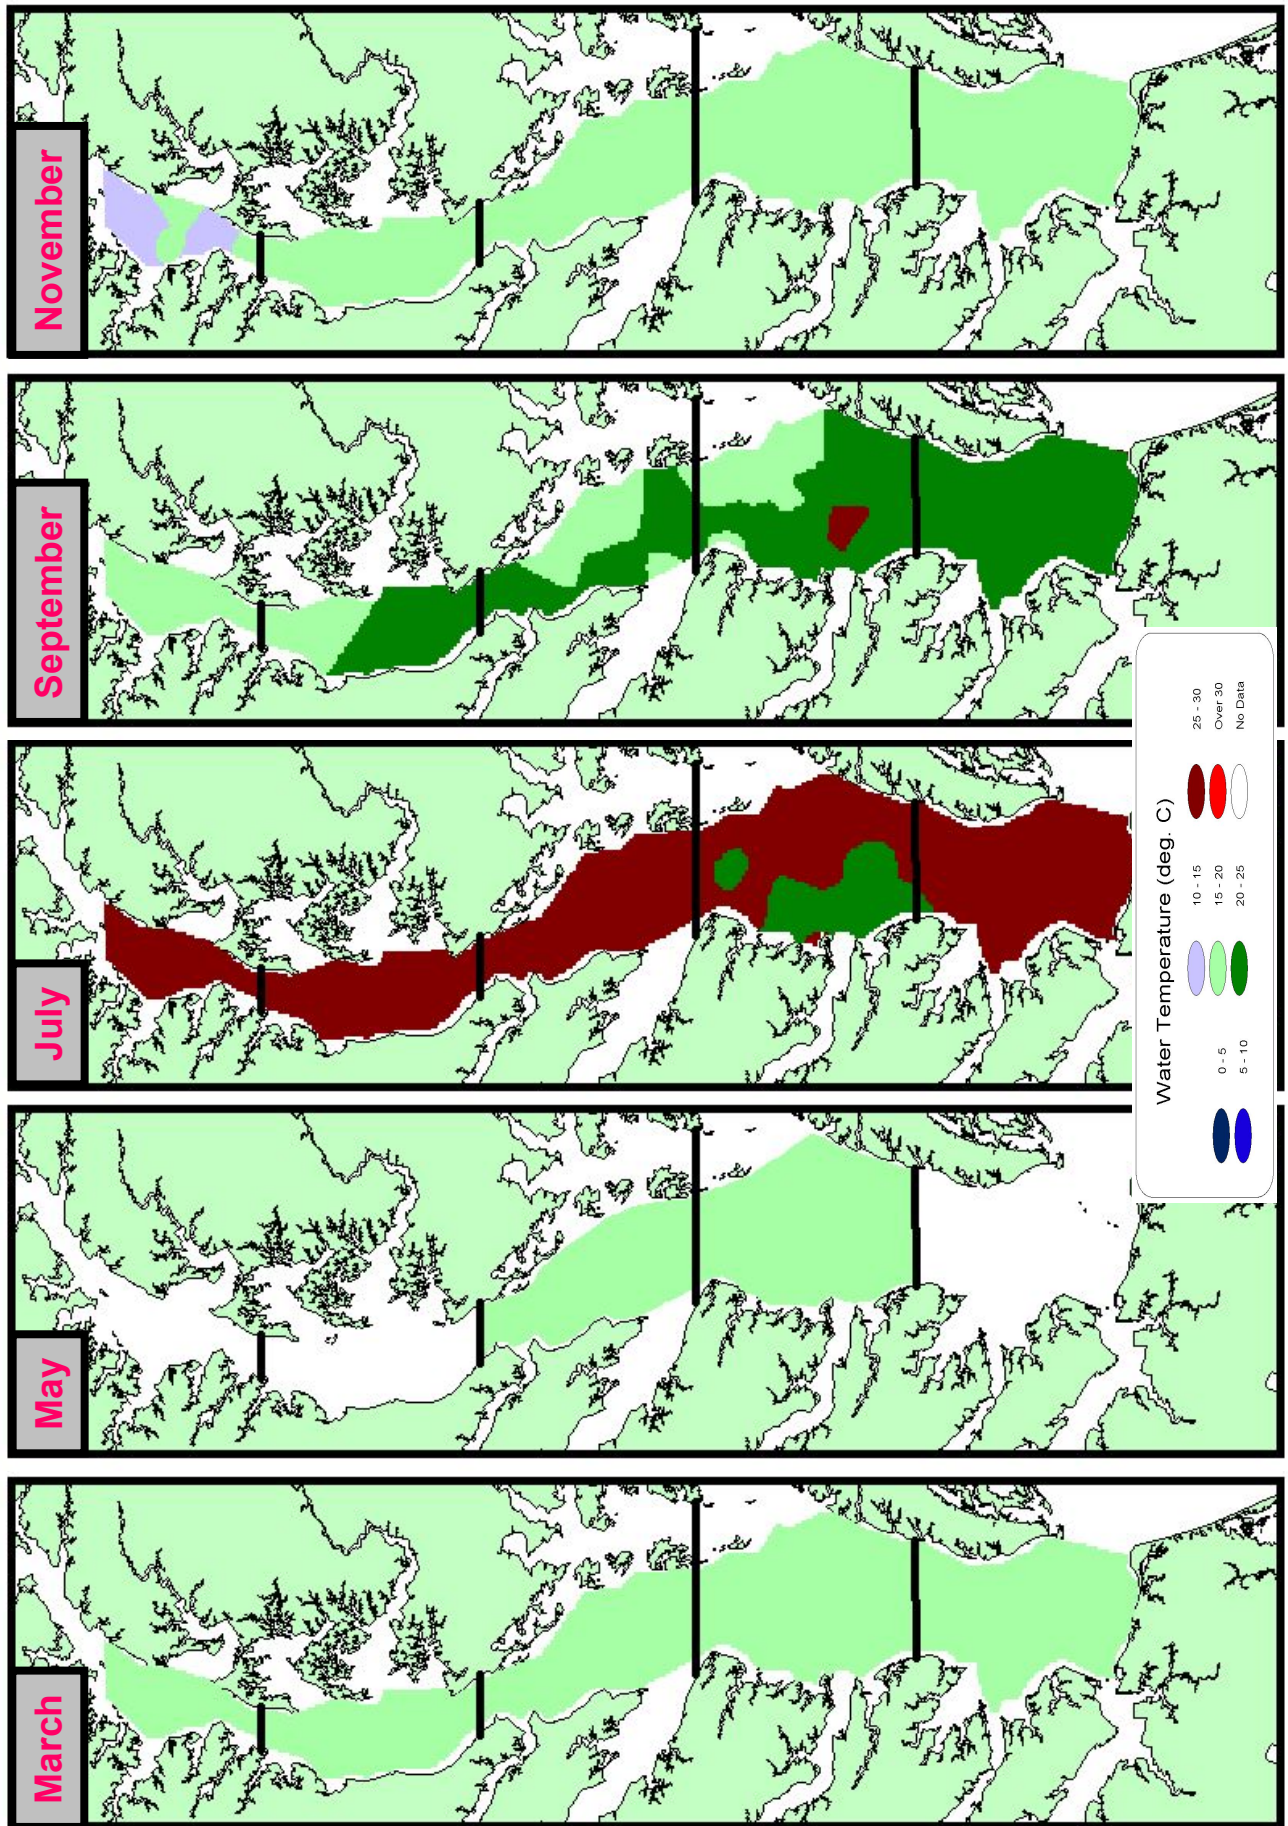 November
September
July
May
March
Water Temperature (deg. C)
0 - 5
5 - 10
10 - 15
15 - 20
20 - 25
25 - 30
Over 30
No Data